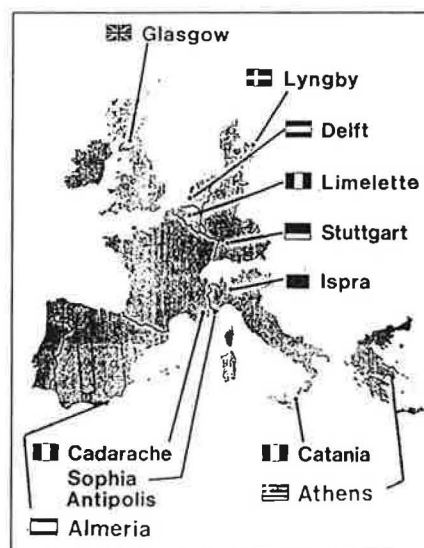 Glasgow
Lyngby
Delft
Limelette
Stuttgart
Ispra
Cadarache
Sophia
Antipolis
Catania
Athens
Almeria